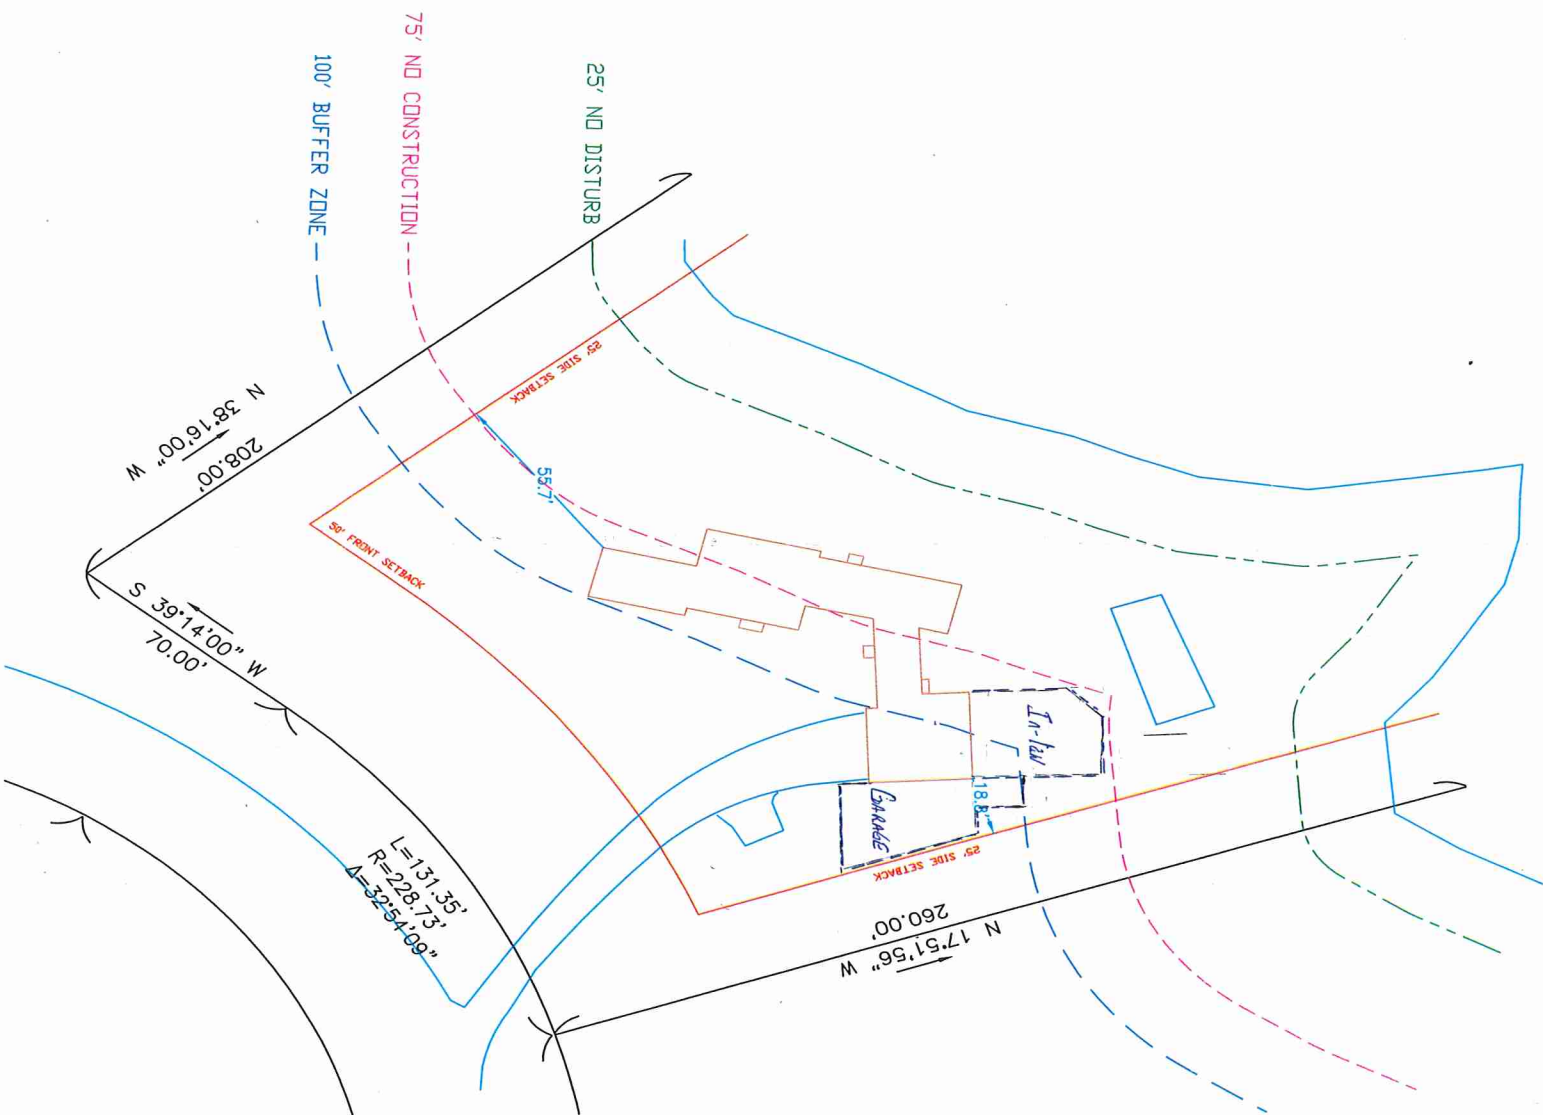 75' NO CONSTRUCTION
100' BUFFER ZONE
25' NO DISTURB
25' SIDE SETBACK
N 38°16'00" W
208.00'
55.7'
50' FRONT SETBACK
S 39°14'00" W
70.00'
In-law
18.8'
GARAGE
25' SIDE SETBACK
L=131.35'
R=228.73'
Δ=32°54'09"
260.00'
N 17°51'56" W